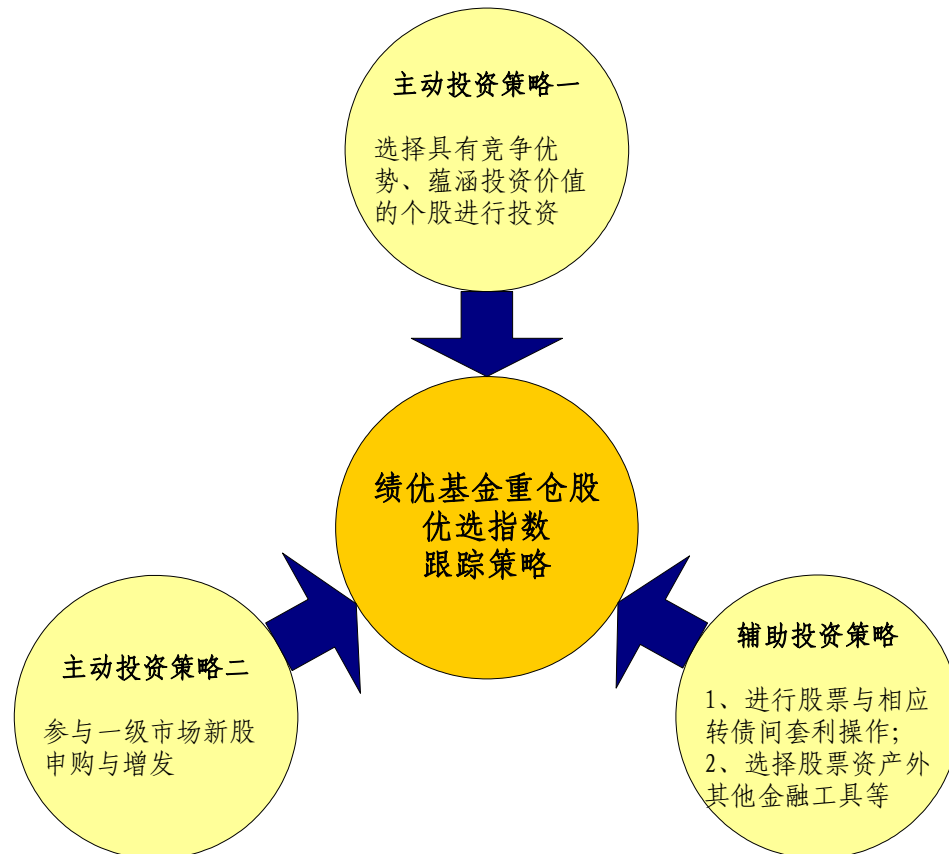 主动投资策略一
选择具有竞争优
势、蕴涵投资价值
的个股进行投资
绩优基金重仓股
优选指数
跟踪策略
主动投资策略二
参与一级市场新股
申购与增发
辅助投资策略
1、进行股票与相应
转债间套利操作;
2、选择股票资产外
其他金融工具等